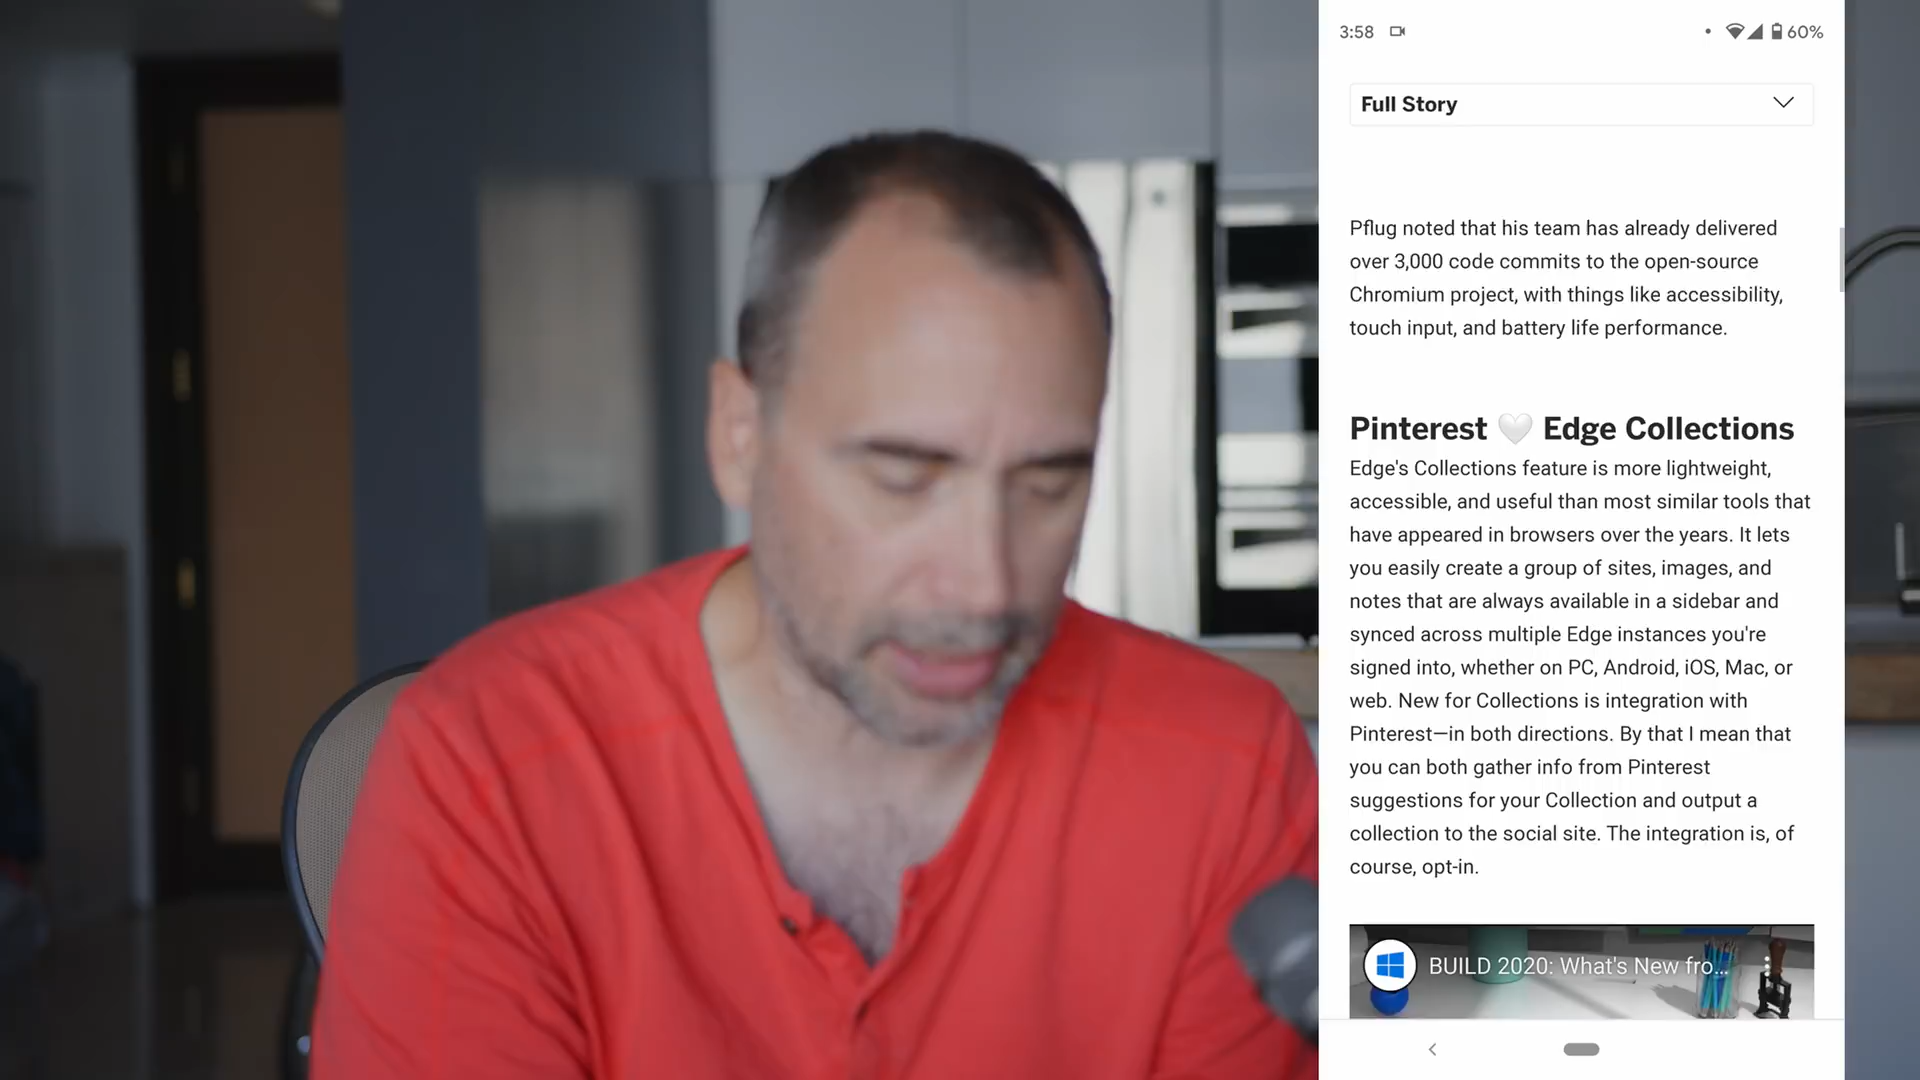 3:58
60%
Full Story
Pflug noted that his team has already delivered
over 3,000 code commits to the open-source
Chromium project, with things like accessibility,
touch input, and battery life performance.
Pinterest 🤍 Edge Collections
Edge's Collections feature is more lightweight,
accessible, and useful than most similar tools that
have appeared in browsers over the years. It lets
you easily create a group of sites, images, and
notes that are always available in a sidebar and
synced across multiple Edge instances you're
signed into, whether on PC, Android, iOS, Mac, or
web. New for Collections is integration with
Pinterest—in both directions. By that I mean that
you can both gather info from Pinterest
suggestions for your Collection and output a
collection to the social site. The integration is, of
course, opt-in.
BUILD 2020: What's New fro...